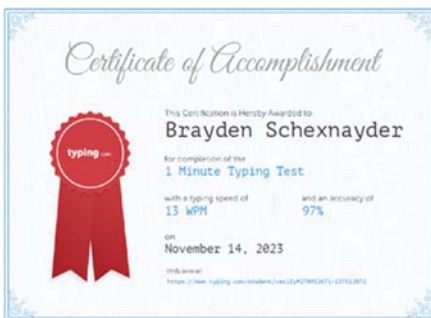 Certificate of Accomplishment
This Certification is Hereby Awarded to
Brayden Schexnayder
typing.com
for completion of the
1 Minute Typing Test
with a typing speed of and an accuracy of
13 WPM 97%
on
November 14, 2023